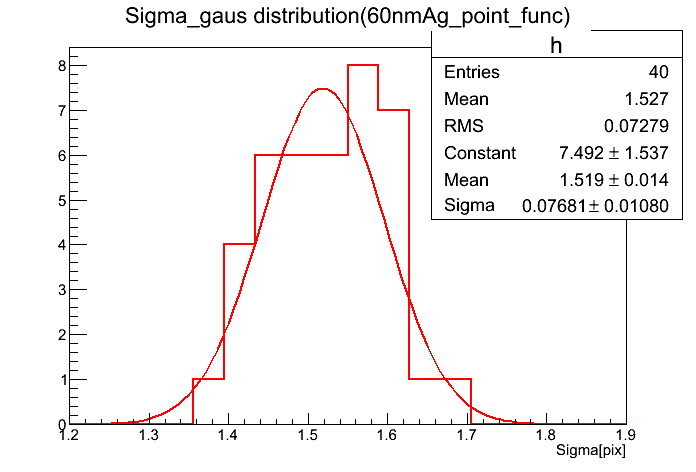 Sigma_gaus distribution(60nmAg_point_func)
h
Entries 40
Mean 1.527
RMS 0.07279
Constant 7.492 ± 1.537
Mean 1.519 ± 0.014
Sigma 0.07681 ± 0.01080
8
7
6
5
4
3
2
1
0
1.2 1.3 1.4 1.5 1.6 1.7 1.8 1.9
Sigma[pix]